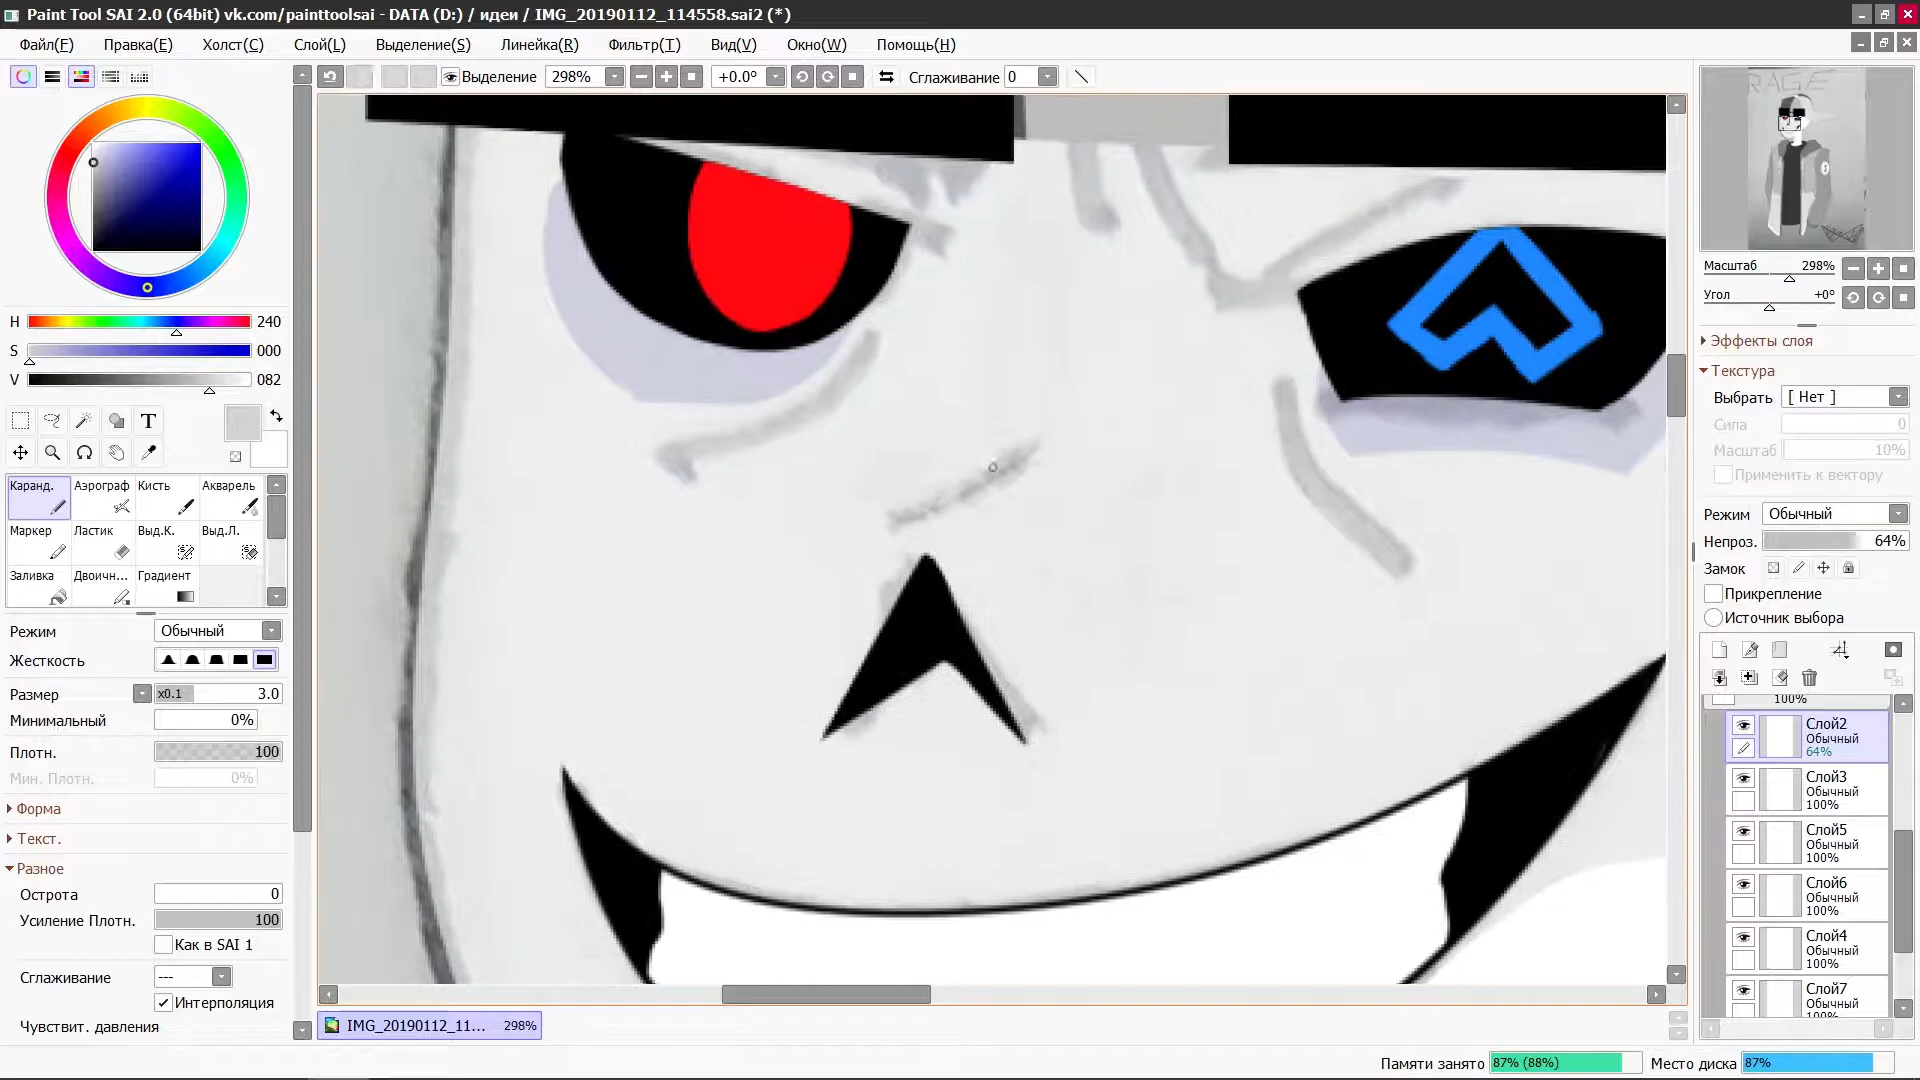 Paint Tool SAI 2.0 (64bit) vk.com/painttoolsai - DATA (D:) / идеи / IMG_20190112_114558.sai2 (*)
Файл(F) Правка(E) Холст(C) Слой(L) Выделение(S) Линейка(R) Фильтр(T) Вид(V) Окно(W) Помощь(H)
Выделение 298% +0.0° Сглаживание 0
RAGE
Масштаб 298%
Угол +0°
H 240
S 000
V 082
T
Эффекты слоя
Текстура
Выбрать [ Нет ]
Сила 0
Масштаб 10%
Применить к вектору
Режим Обычный
Непроз. 64%
Замок
Прикрепление
Источник выбора
Каранд. Аэрограф Кисть Акварель
Маркер Ластик Выд.К. Выд.Л.
Заливка Двоичн... Градиент
Режим Обычный
Жесткость
Размер x0.1 3.0
Минимальный 0%
Плотн. 100
Мин. Плотн. 0%
Форма
Текст.
Разное
Острота 0
Усиление Плотн. 100
Как в SAI 1
Сглаживание ---
Интерполяция
Чувствит. давления
100%
Слой2
Обычный
64%
Слой3
Обычный
100%
Слой5
Обычный
100%
Слой6
Обычный
100%
Слой4
Обычный
100%
Слой7
Обычный
100%
IMG_20190112_11... 298%
Памяти занято 87% (88%) Место диска 87%